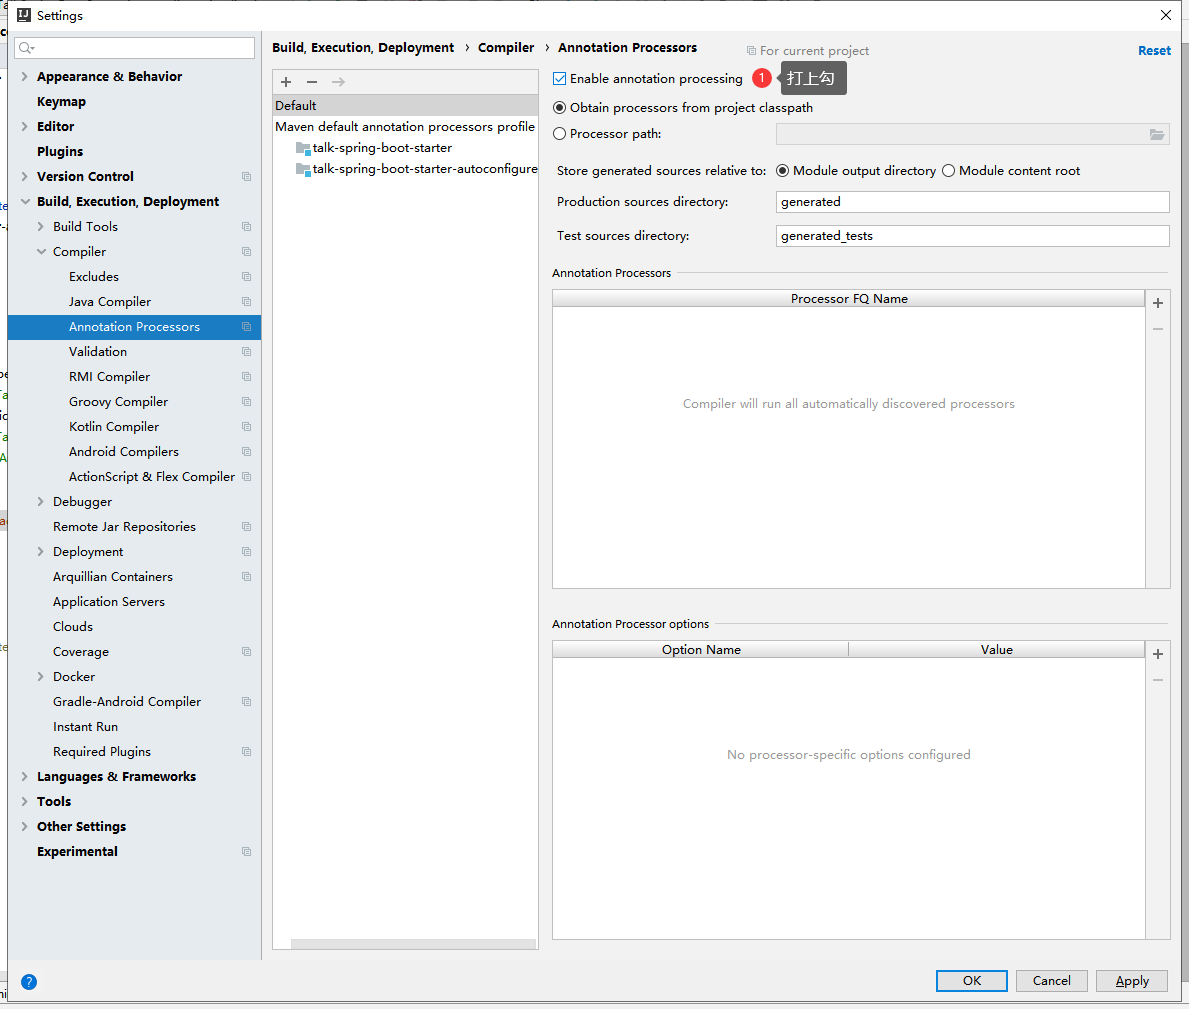 Settings
Build, Execution, Deployment › Compiler › Annotation Processors
For current project
Reset
Appearance & Behavior
Keymap
Editor
Plugins
Version Control
Build, Execution, Deployment
Build Tools
Compiler
Excludes
Java Compiler
Annotation Processors
Validation
RMI Compiler
Groovy Compiler
Kotlin Compiler
Android Compilers
ActionScript & Flex Compiler
Debugger
Remote Jar Repositories
Deployment
Arquillian Containers
Application Servers
Clouds
Coverage
Docker
Gradle-Android Compiler
Instant Run
Required Plugins
Languages & Frameworks
Tools
Other Settings
Experimental
Default
Maven default annotation processors profile
talk-spring-boot-starter
talk-spring-boot-starter-autoconfigure
Enable annotation processing 1 打上勾
Obtain processors from project classpath
Processor path:
Store generated sources relative to: Module output directory Module content root
Production sources directory: generated
Test sources directory: generated_tests
Annotation Processors
Processor FQ Name
Compiler will run all automatically discovered processors
Annotation Processor options
Option Name Value
No processor-specific options configured
?
OK Cancel Apply